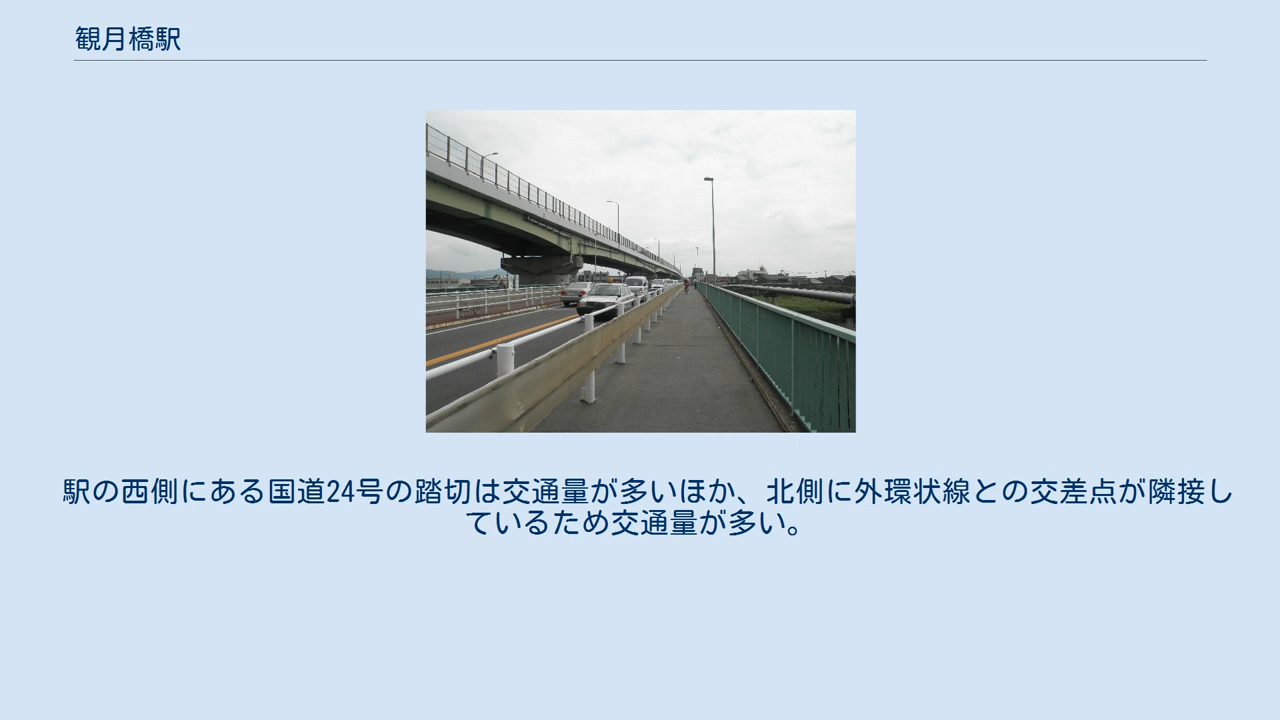 観月橋駅
駅の西側にある国道24号の踏切は交通量が多いほか、北側に外環状線との交差点が隣接し
ているため交通量が多い。